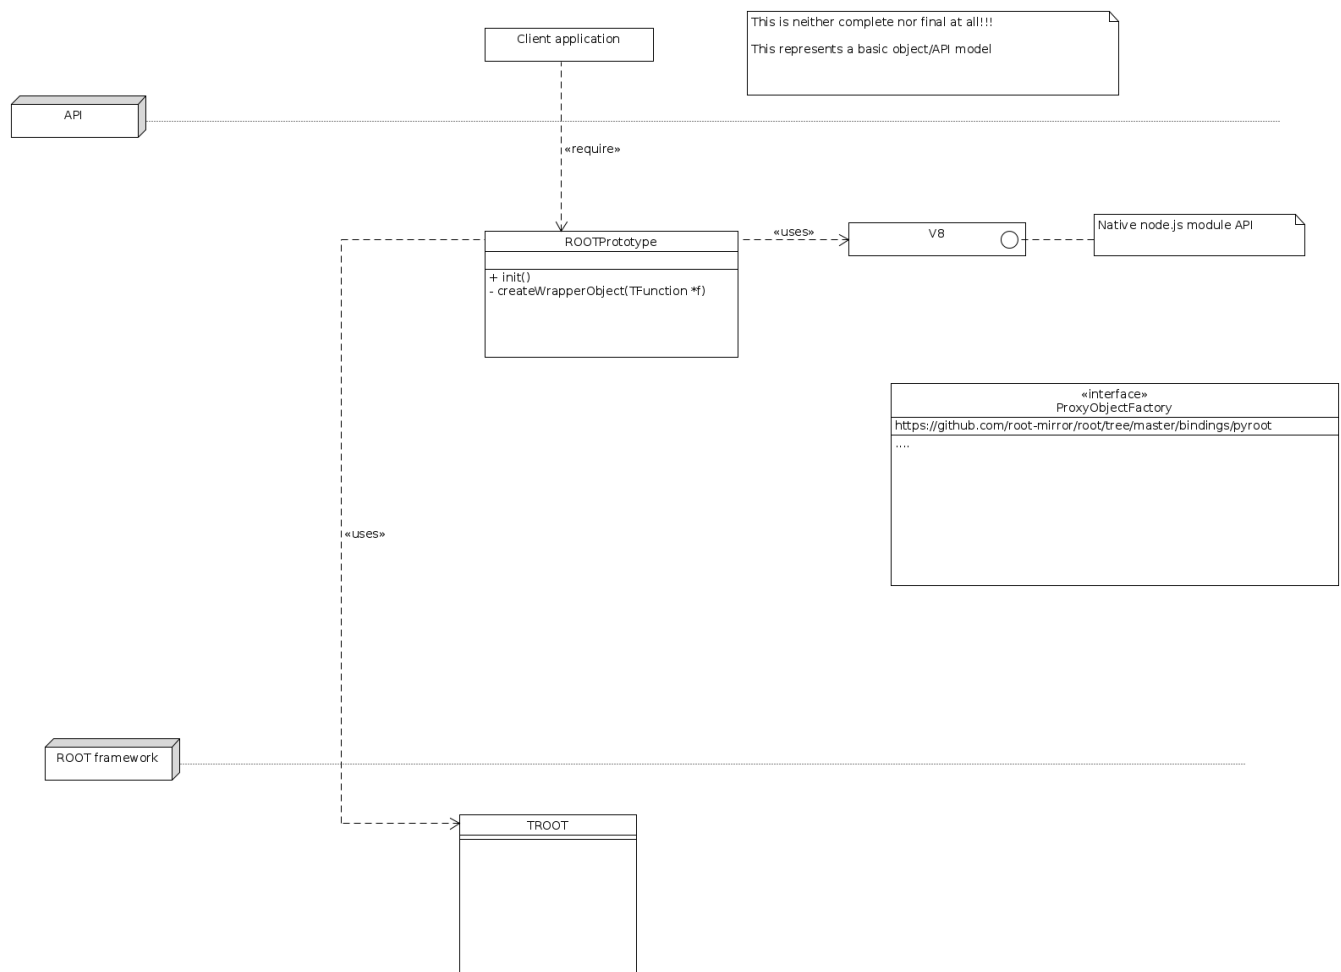 This is neither complete nor final at all!!!
This represents a basic object/API model
Client application
API
«require»
ROOTPrototype
+ init()
- createWrapperObject(TFunction *f)
«uses»
V8
Native node.js module API
«interface»
ProxyObjectFactory
https://github.com/root-mirror/root/tree/master/bindings/pyroot
....
«uses»
ROOT framework
TROOT